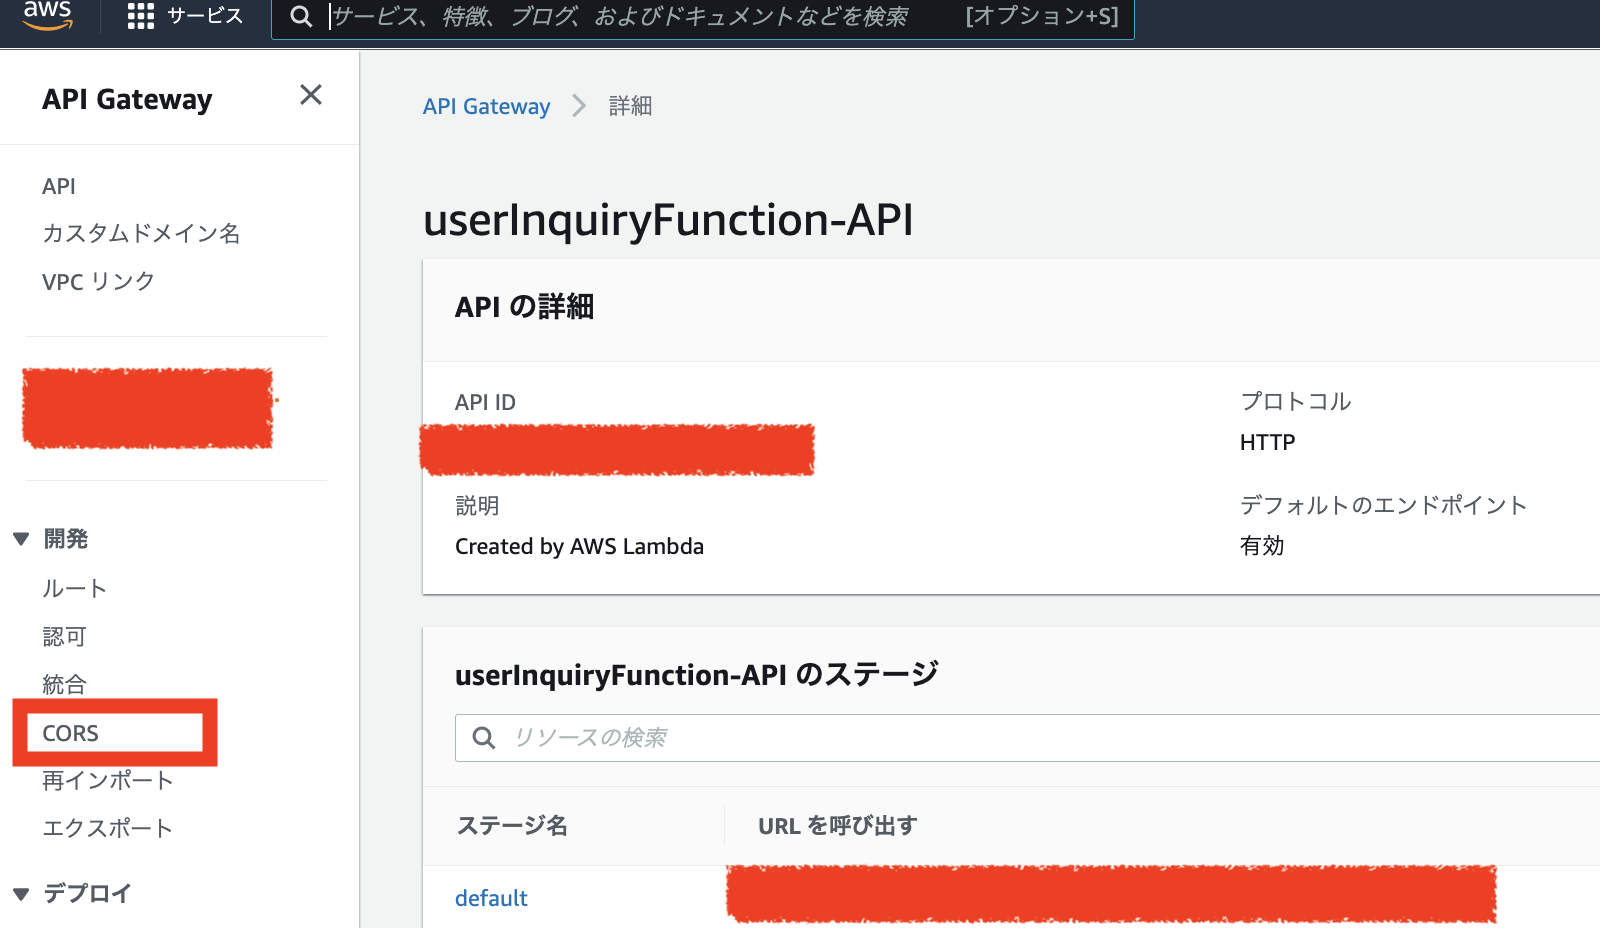 aws
サービス
サービス、特徴、ブログ、およびドキュメントなどを検索
[オプション+S]
API Gateway
API
カスタムドメイン名
VPC リンク
開発
ルート
認可
統合
CORS
再インポート
エクスポート
デプロイ
API Gateway
詳細
userInquiryFunction-API
API の詳細
API ID
プロトコル
HTTP
説明
Created by AWS Lambda
デフォルトのエンドポイント
有効
userInquiryFunction-API のステージ
リソースの検索
ステージ名
URL を呼び出す
default